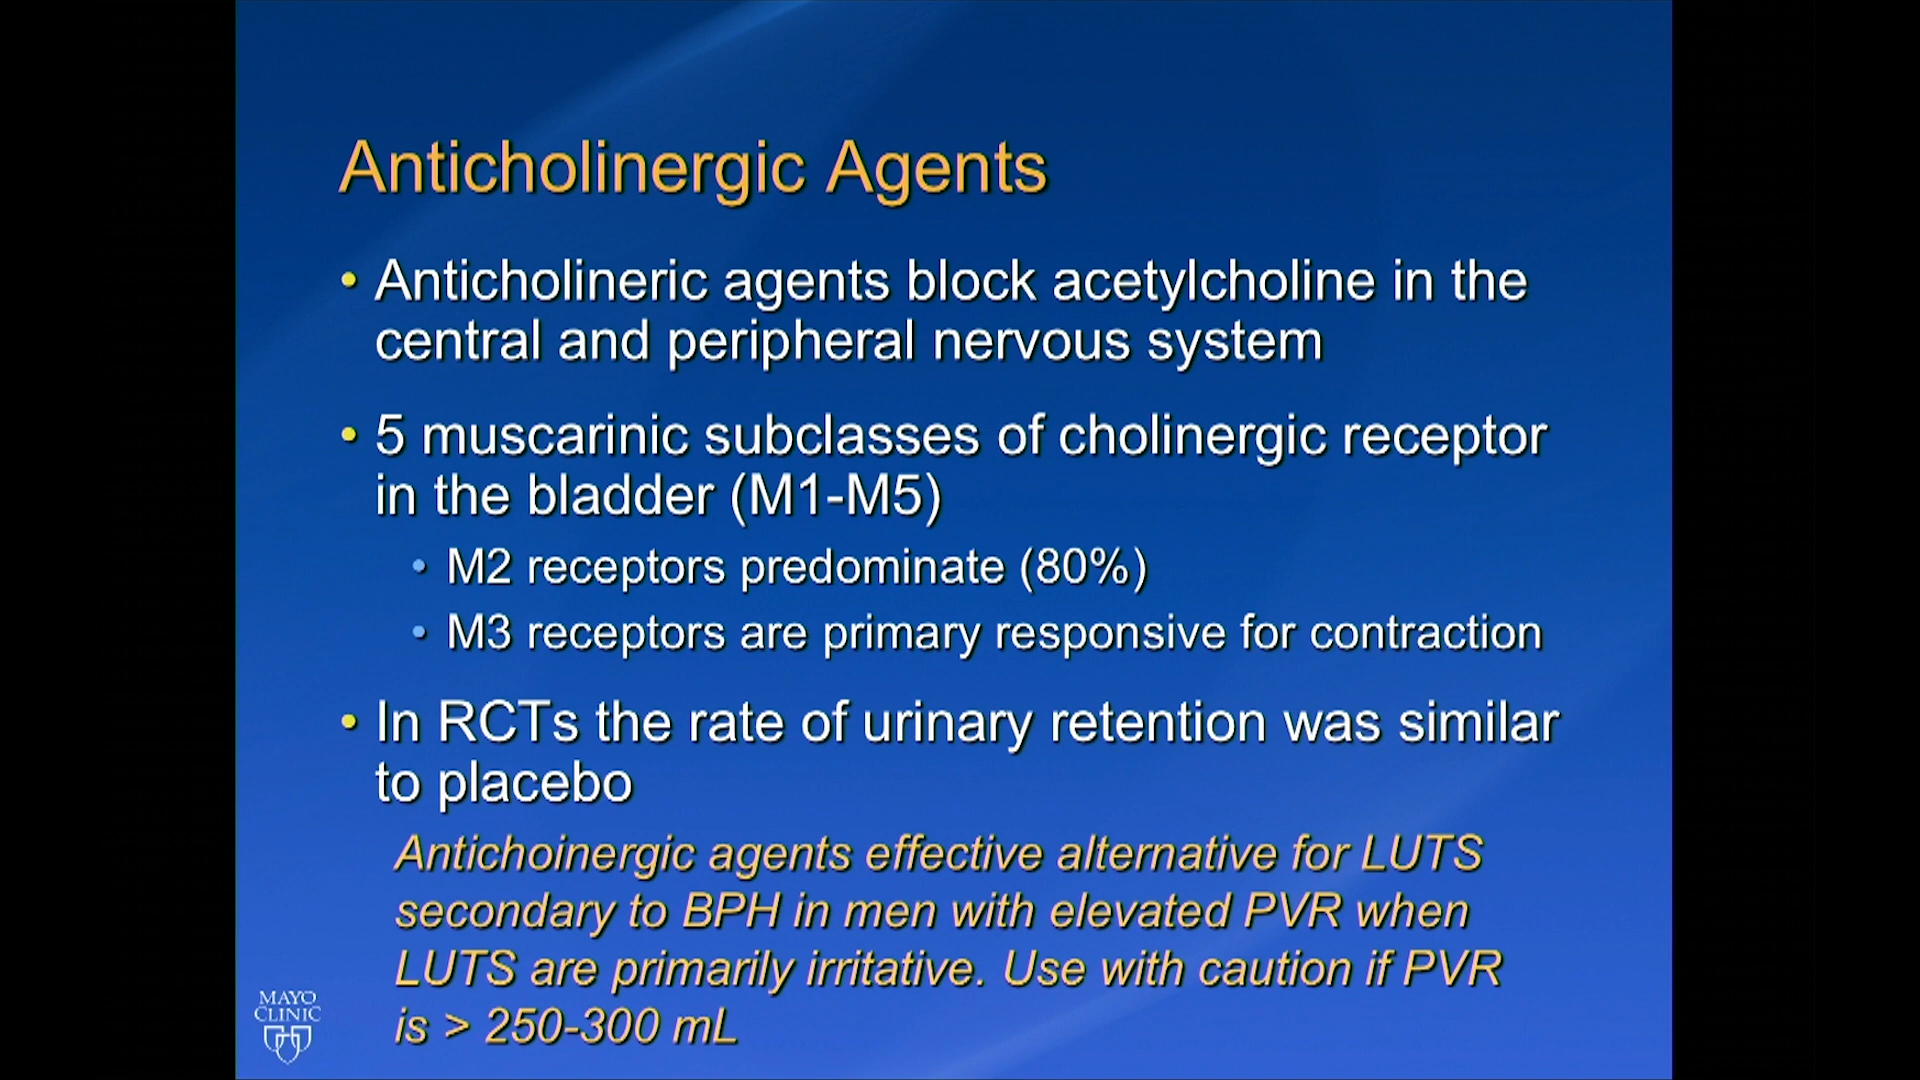 Anticholinergic Agents
• Anticholineric agents block acetylcholine in the
central and peripheral nervous system
• 5 muscarinic subclasses of cholinergic receptor
in the bladder (M1-M5)
• M2 receptors predominate (80%)
• M3 receptors are primary responsive for contraction
• In RCTs the rate of urinary retention was similar
to placebo
Antichoinergic agents effective alternative for LUTS
secondary to BPH in men with elevated PVR when
LUTS are primarily irritative. Use with caution if PVR
is > 250-300 mL
MAYO
CLINIC